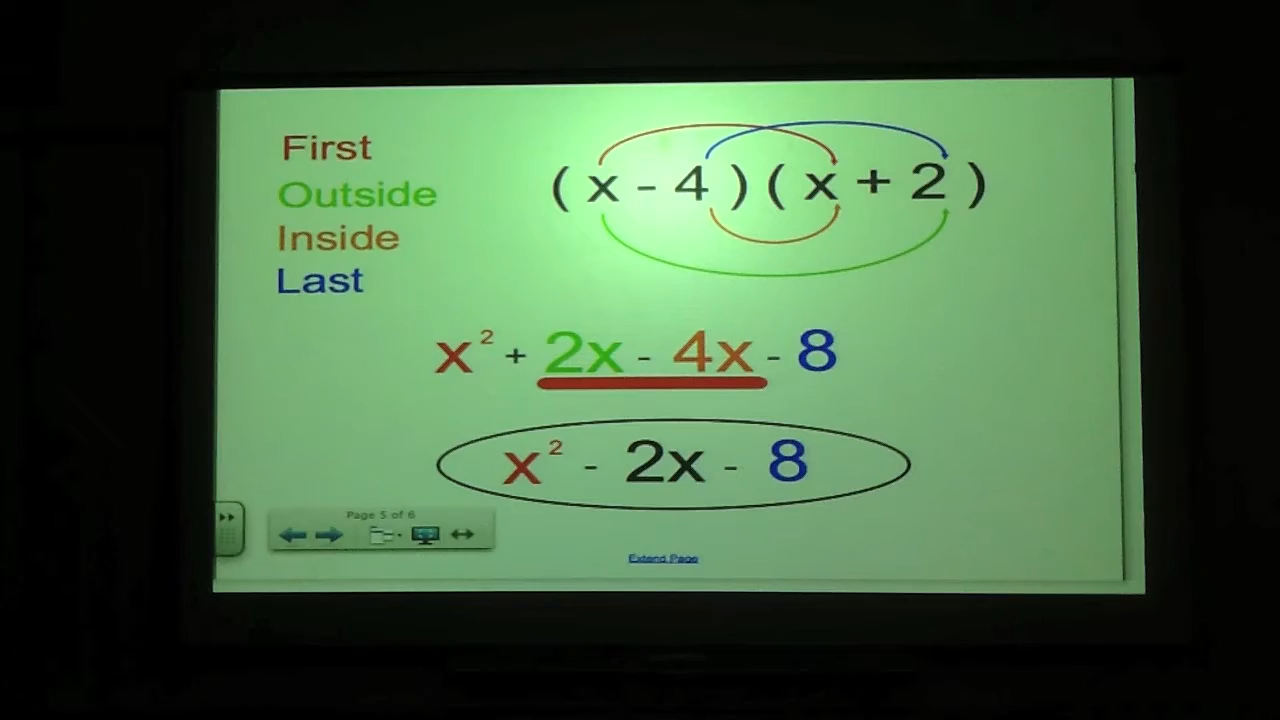 First
Outside
Inside
Last
( x - 4 ) ( x + 2 )
x² + 2x - 4x - 8
x² - 2x - 8
Page 5 of 6
Extend Page